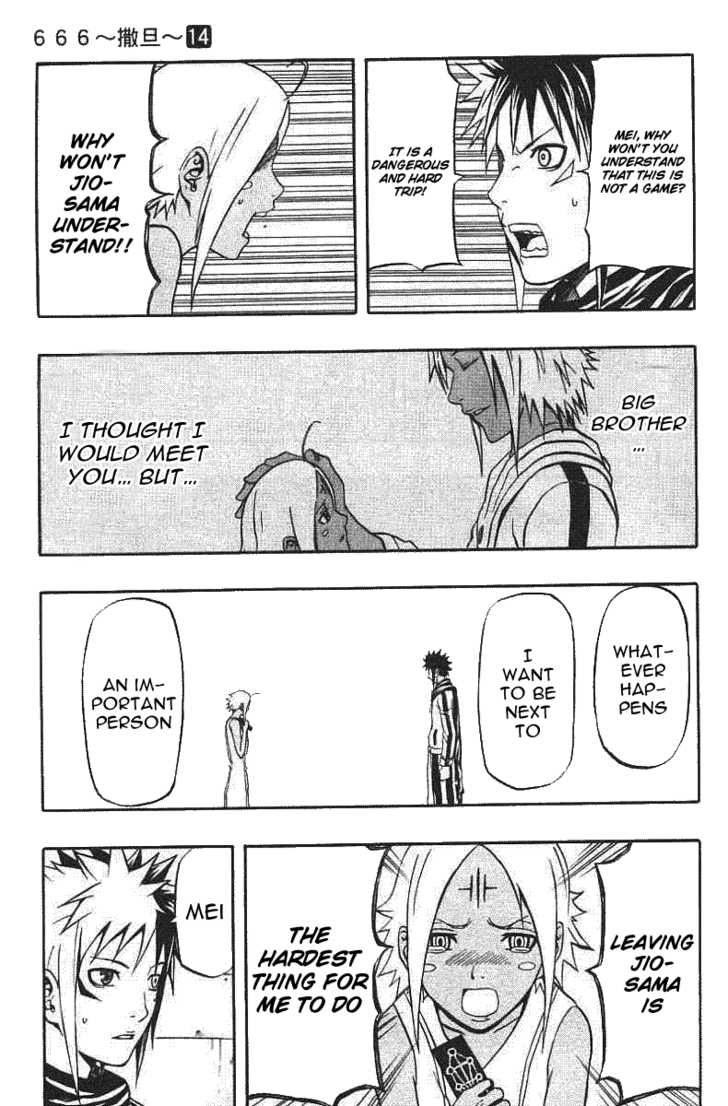 666～撒旦～14
MEI, WHY
WON'T YOU
UNDERSTAND
THAT THIS IS
NOT A GAME?
IT IS A
DANGEROUS
AND HARD
TRIP!
WHY
WON'T
JIO-
SAMA
UNDER-
STAND!!
BIG
BROTHER
...
I THOUGHT I
WOULD MEET
YOU... BUT...
WHAT-
EVER
HAP-
PENS
I
WANT
TO BE
NEXT
TO
AN IM-
PORTANT
PERSON
LEAVING
JIO-
SAMA
IS
THE
HARDEST
THING FOR
ME TO DO
MEI